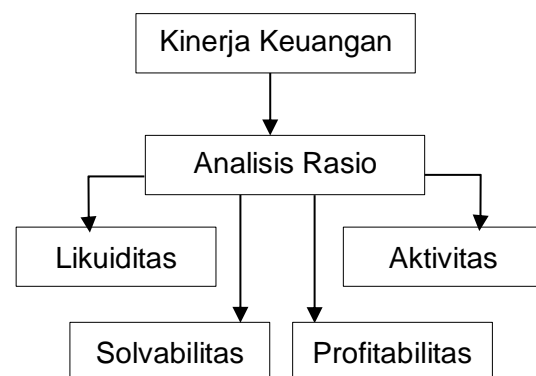 Kinerja Keuangan
Analisis Rasio
Likuiditas
Aktivitas
Solvabilitas
Profitabilitas